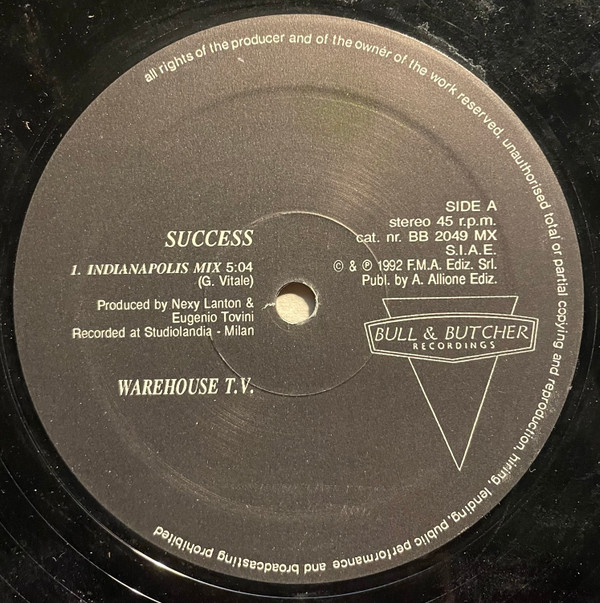 all rights of the producer and of the owner of the work reserved, unauthorised total or partial copying and reproduction, hiring, lending, public performance and broadcasting prohibited
SUCCESS
1. INDIANAPOLIS MIX 5:04
(G. Vitale)
Produced by Nexy Lanton &
Eugenio Tovini
Recorded at Studiolandia - Milan
WAREHOUSE T.V.
SIDE A
stereo 45 r.p.m.
cat. nr. BB 2049 MX
S.I.A.E.
© & ℗ 1992 F.M.A. Ediz. Srl.
Publ. by A. Allione Ediz.
BULL & BUTCHER
RECORDINGS